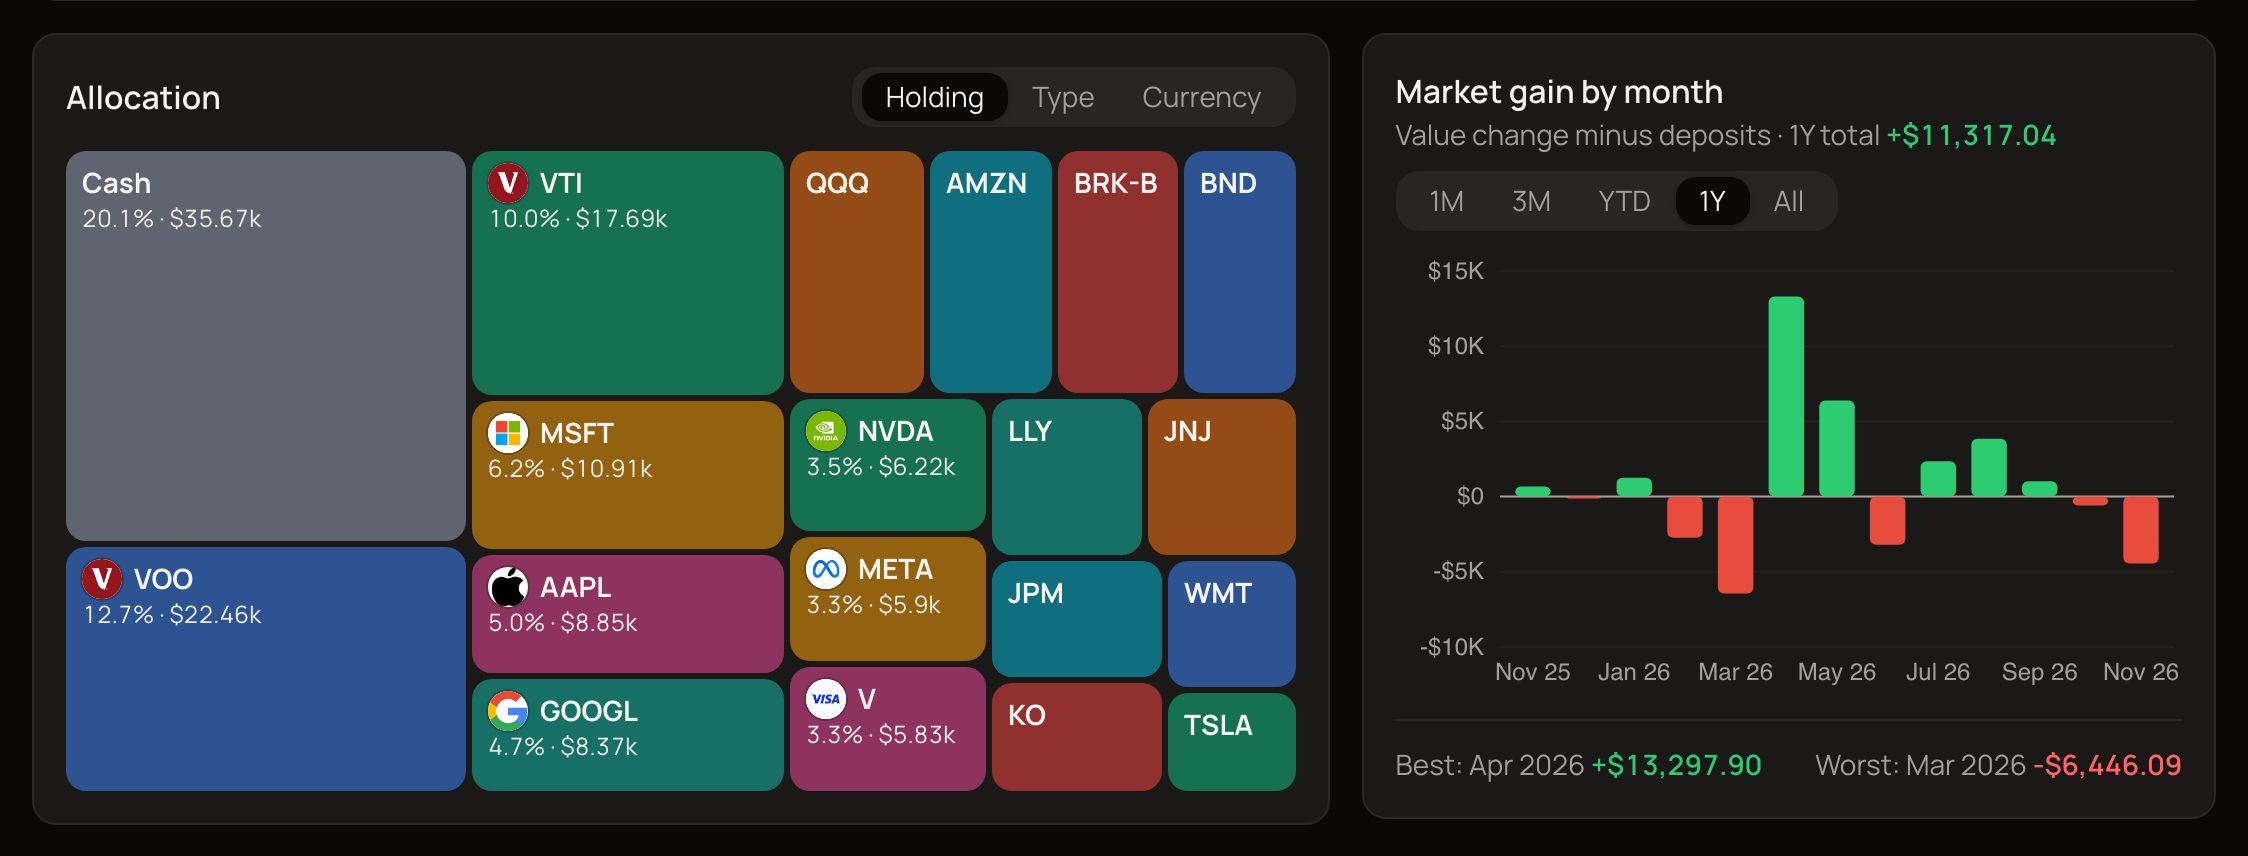 Allocation
Holding Type Currency
Cash
20.1% · $35.67k
VOO
12.7% · $22.46k
VTI
10.0% · $17.69k
MSFT
6.2% · $10.91k
AAPL
5.0% · $8.85k
GOOGL
4.7% · $8.37k
QQQ
AMZN
BRK-B
BND
NVIDIA
NVDA
3.5% · $6.22k
META
3.3% · $5.9k
VISA
V
3.3% · $5.83k
LLY
JNJ
JPM
WMT
KO
TSLA
Market gain by month
Value change minus deposits · 1Y total +$11,317.04
1M 3M YTD 1Y All
$15K
$10K
$5K
$0
-$5K
-$10K
Nov 25 Jan 26 Mar 26 May 26 Jul 26 Sep 26 Nov 26
Best: Apr 2026 +$13,297.90
Worst: Mar 2026 -$6,446.09